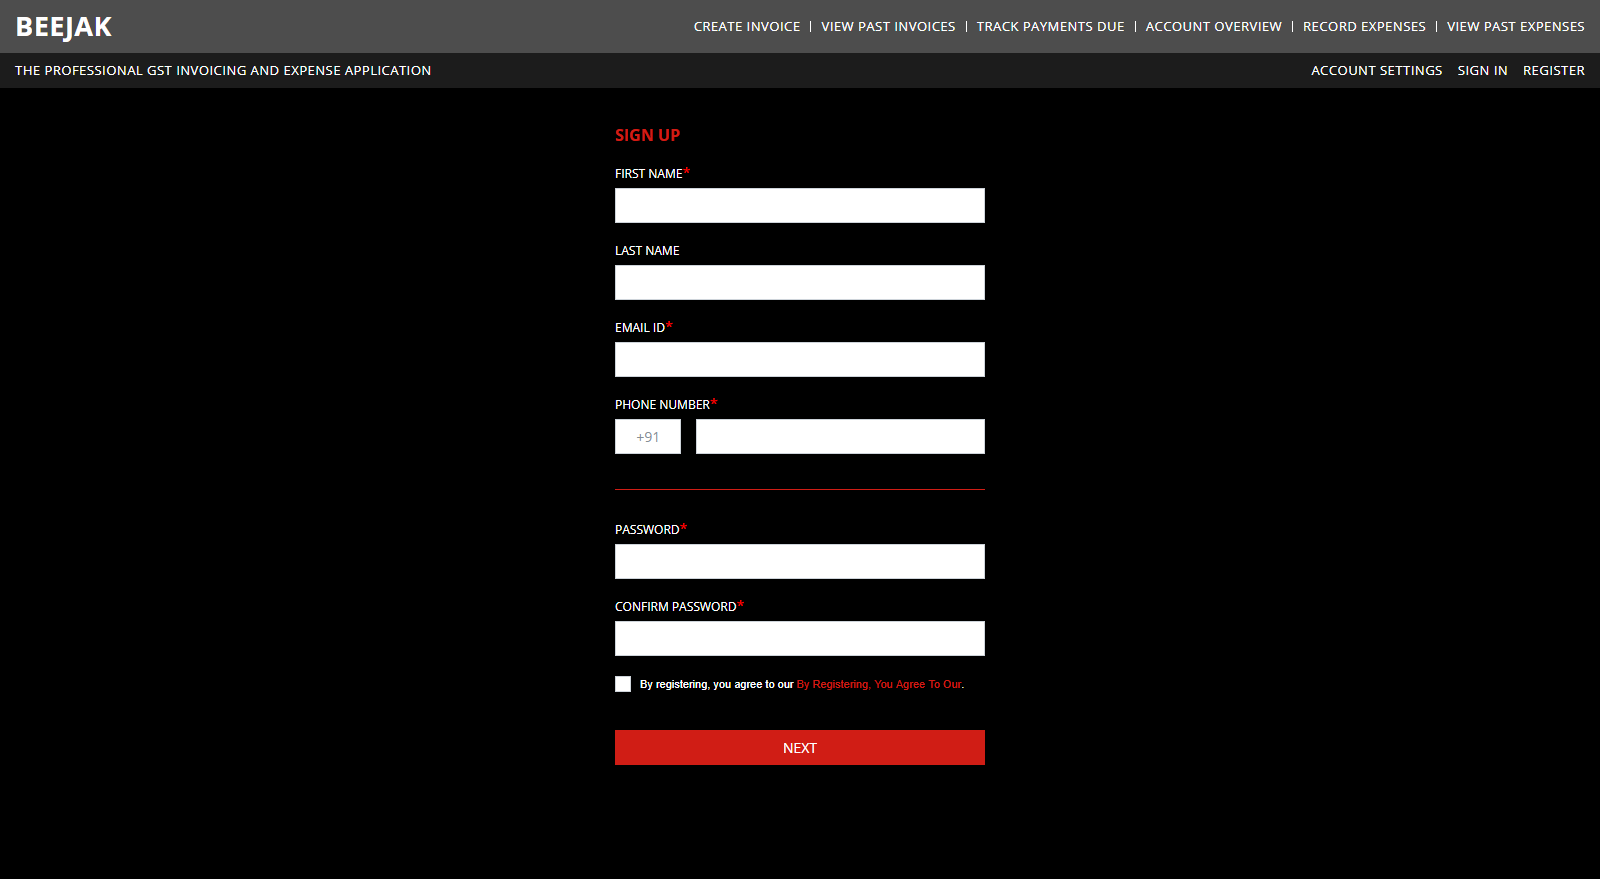 BEEJAK
CREATE INVOICE | VIEW PAST INVOICES | TRACK PAYMENTS DUE | ACCOUNT OVERVIEW | RECORD EXPENSES | VIEW PAST EXPENSES
THE PROFESSIONAL GST INVOICING AND EXPENSE APPLICATION
ACCOUNT SETTINGS SIGN IN REGISTER
SIGN UP
FIRST NAME*
LAST NAME
EMAIL ID*
PHONE NUMBER*
+91
PASSWORD*
CONFIRM PASSWORD*
By registering, you agree to our By Registering, You Agree To Our.
NEXT